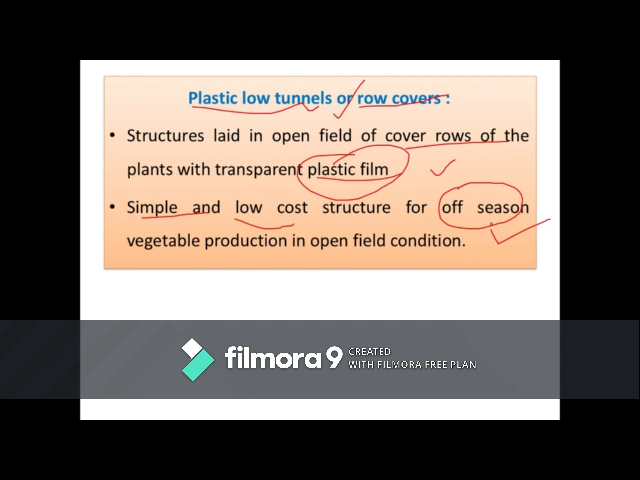 Plastic low tunnels or row covers :
• Structures laid in open field of cover rows of the
plants with transparent plastic film
• Simple and low cost structure for off season
vegetable production in open field condition.
filmora 9 CREATED
WITH FILMORA FREE PLAN